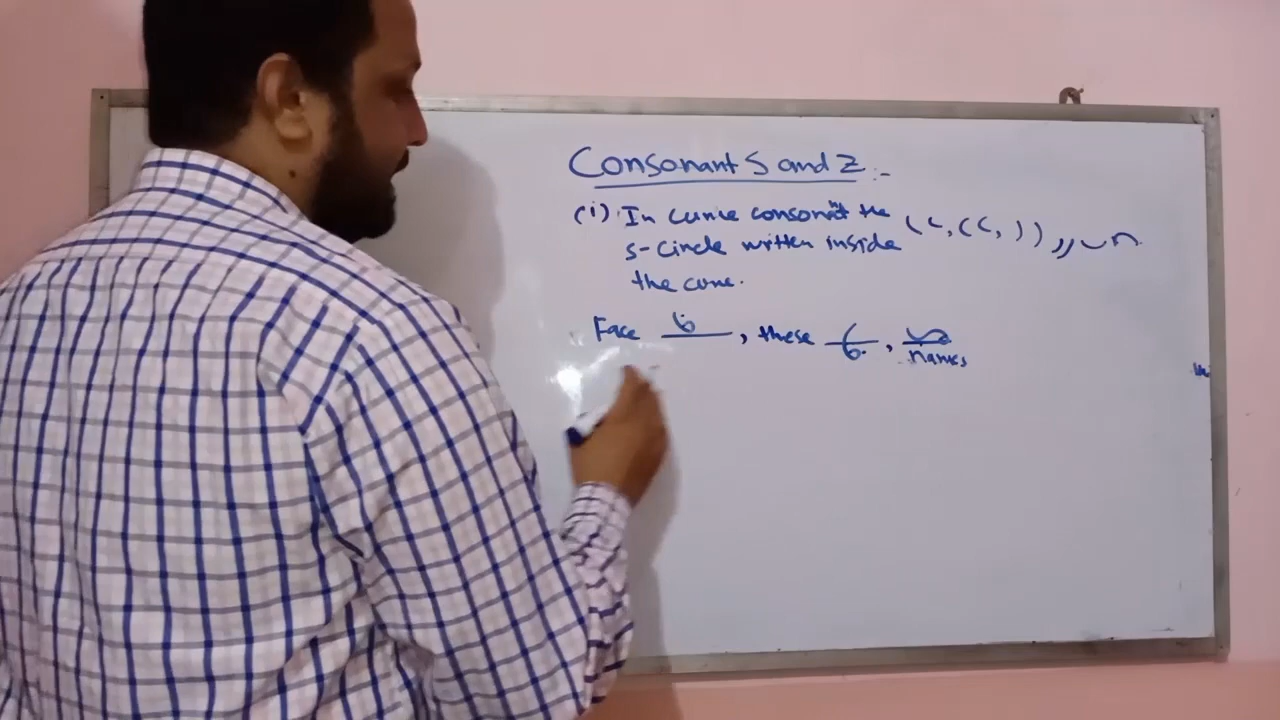 Consonant S and Z :-
(i) In curve consonant the
S-Circle written inside
the curve.
Face , these ,
names